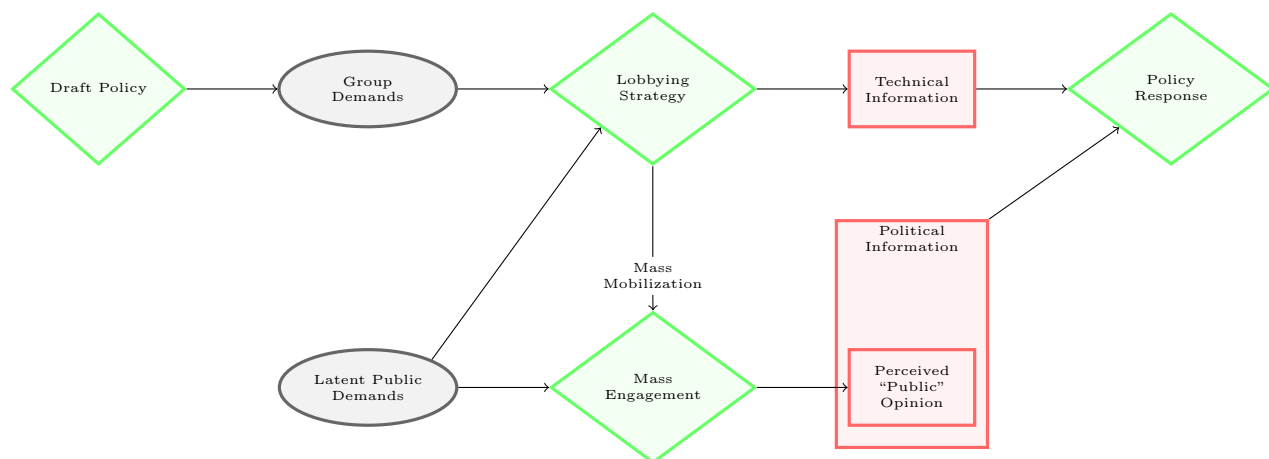 Draft Policy
Group
Demands
Lobbying
Strategy
Technical
Information
Policy
Response
Political
Information
Mass
Mobilization
Latent Public
Demands
Mass
Engagement
Perceived
“Public”
Opinion